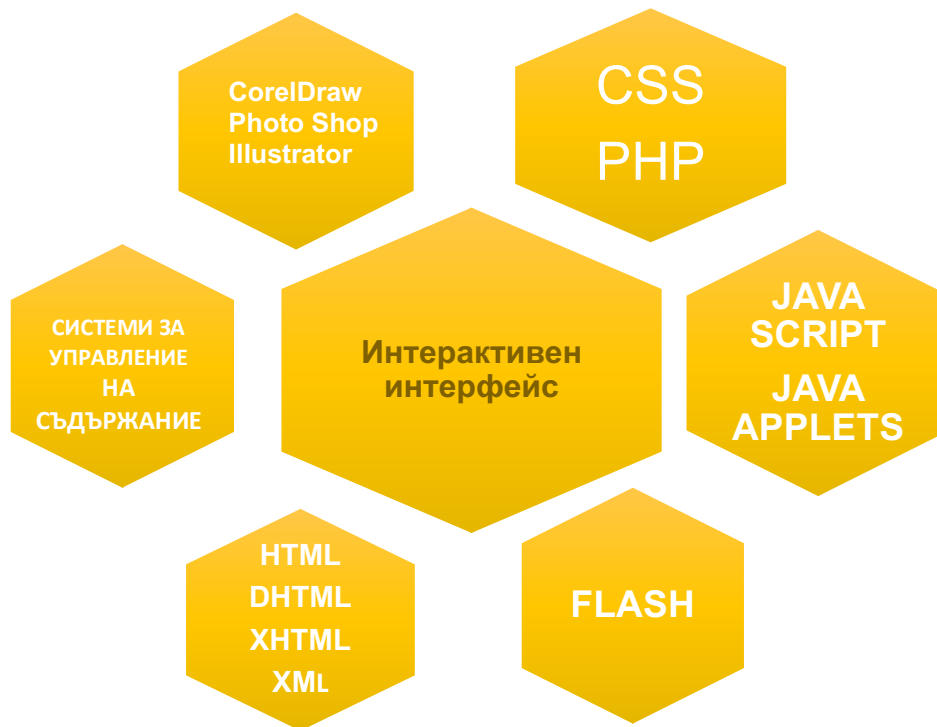 CorelDraw
Photo Shop
Illustrator
CSS
PHP
СИСТЕМИ ЗА
УПРАВЛЕНИЕ
НА
СЪДЪРЖАНИЕ
Интерактивен
интерфейс
JAVA
SCRIPT
JAVA
APPLETS
HTML
DHTML
XHTML
XML
FLASH